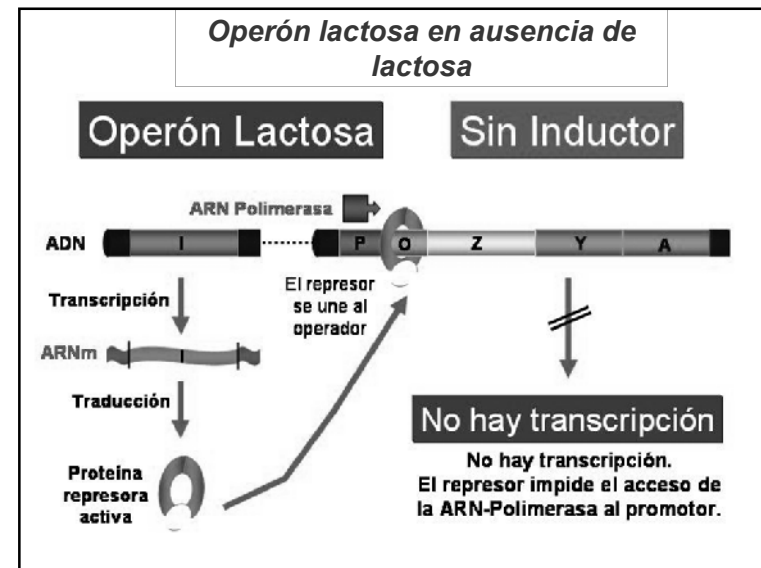 Operón lactosa en ausencia de
lactosa
Operón Lactosa
Sin Inductor
ARN Polimerasa
ADN
I
P
O
Z
Y
A
Transcripción
El represor
se une al
operador
ARNm
I
Traducción
Proteína
represora
activa
No hay transcripción
No hay transcripción.
El represor impide el acceso de
la ARN-Polimerasa al promotor.